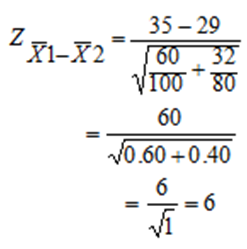 Z X̅1−X̅2 = (35 − 29) / √(60/100 + 32/80)
= 60 / √(0.60 + 0.40)
= 6 / √1 = 6